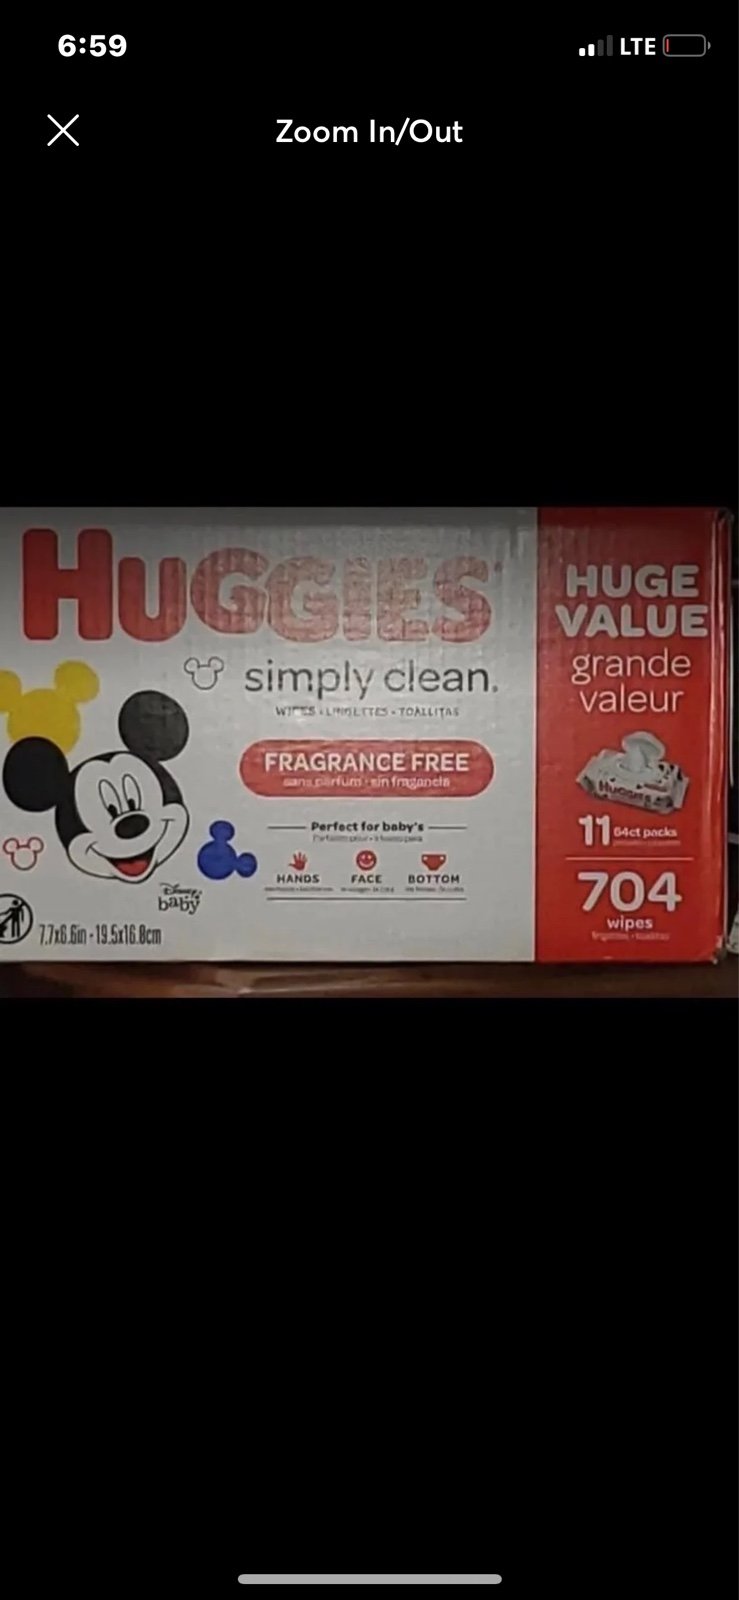 6:59
LTE
Zoom In/Out
HUGGIES
simply clean.
WIPES • LINGETTES • TOALLITAS
FRAGRANCE FREE
sans parfum • sin fragancia
Perfect for baby's
HANDS FACE BOTTOM
Disney
baby
7.7x6.6in - 19.5x16.8cm
HUGE
VALUE
grande
valeur
HUGGIES
11 64ct packs
704
wipes